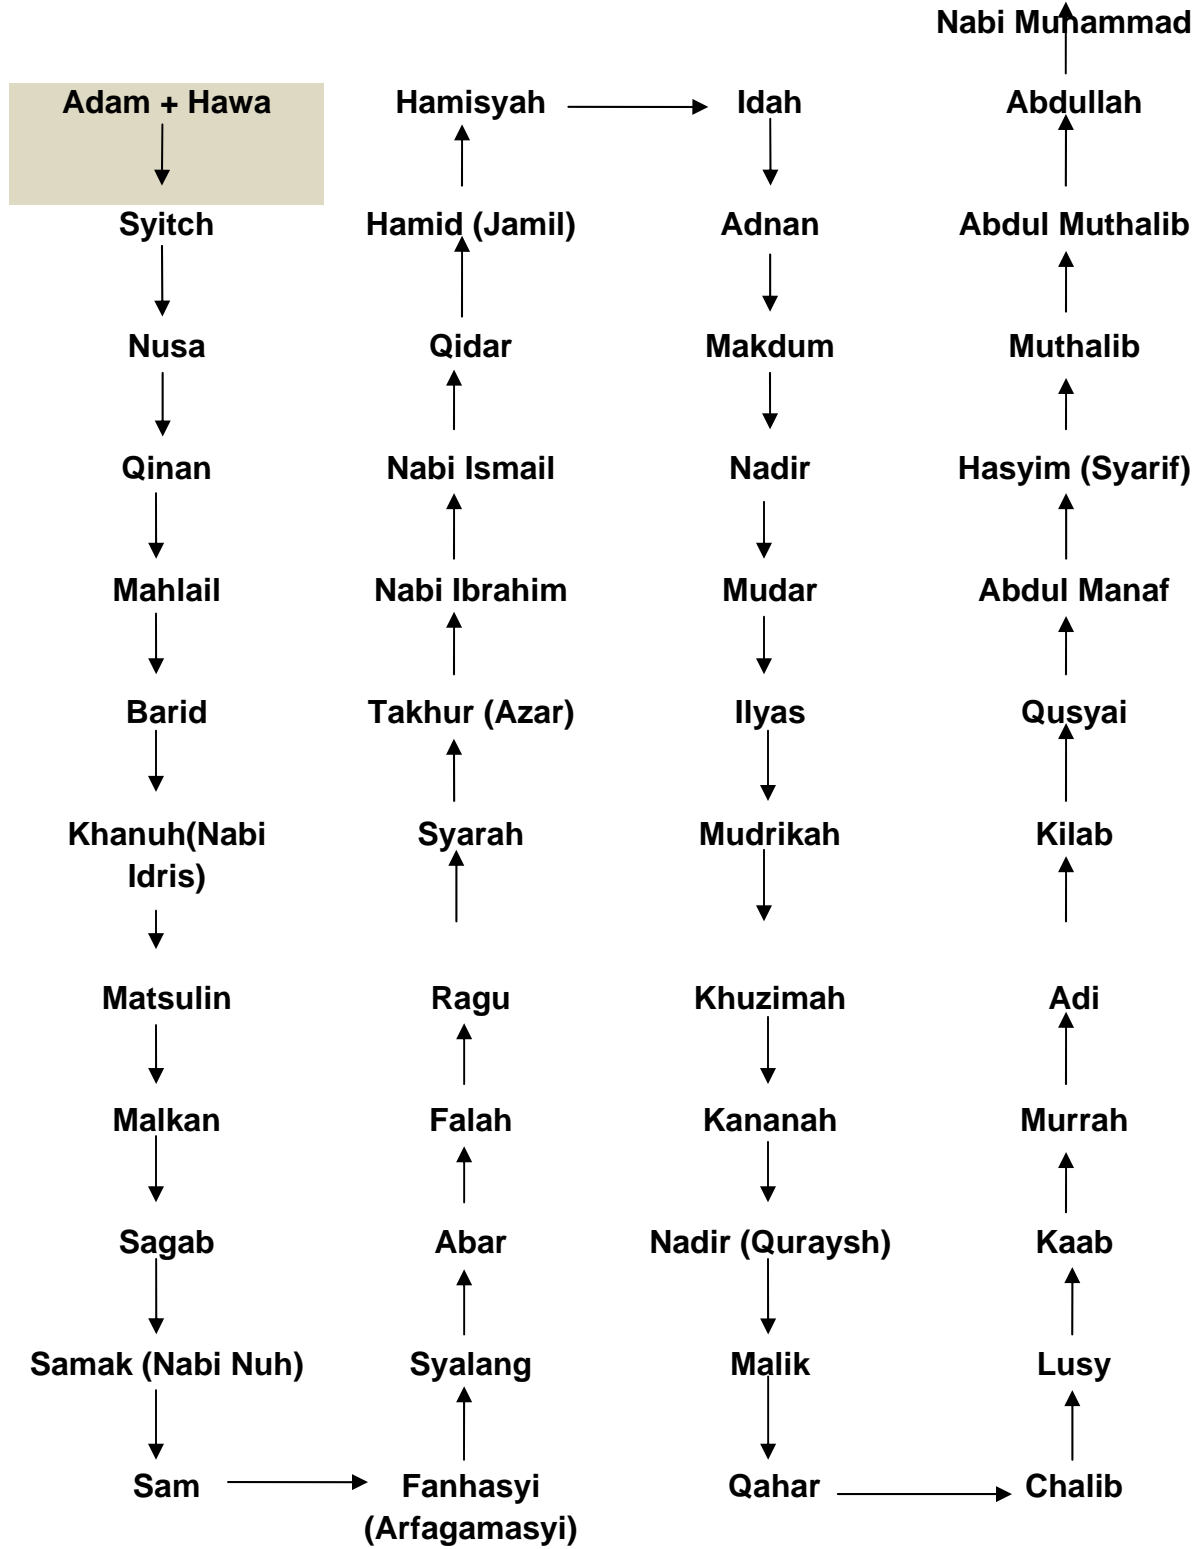 Nabi Muhammad
Adam + Hawa
Hamisyah
Idah
Abdullah
Syitch
Hamid (Jamil)
Adnan
Abdul Muthalib
Nusa
Qidar
Makdum
Muthalib
Qinan
Nabi Ismail
Nadir
Hasyim (Syarif)
Mahlail
Nabi Ibrahim
Mudar
Abdul Manaf
Barid
Takhur (Azar)
Ilyas
Qusyai
Khanuh(Nabi
Idris)
Syarah
Mudrikah
Kilab
Matsulin
Ragu
Khuzimah
Adi
Malkan
Falah
Kananah
Murrah
Sagab
Abar
Nadir (Quraysh)
Kaab
Samak (Nabi Nuh)
Syalang
Malik
Lusy
Sam
Fanhasyi
(Arfagamasyi)
Qahar
Chalib